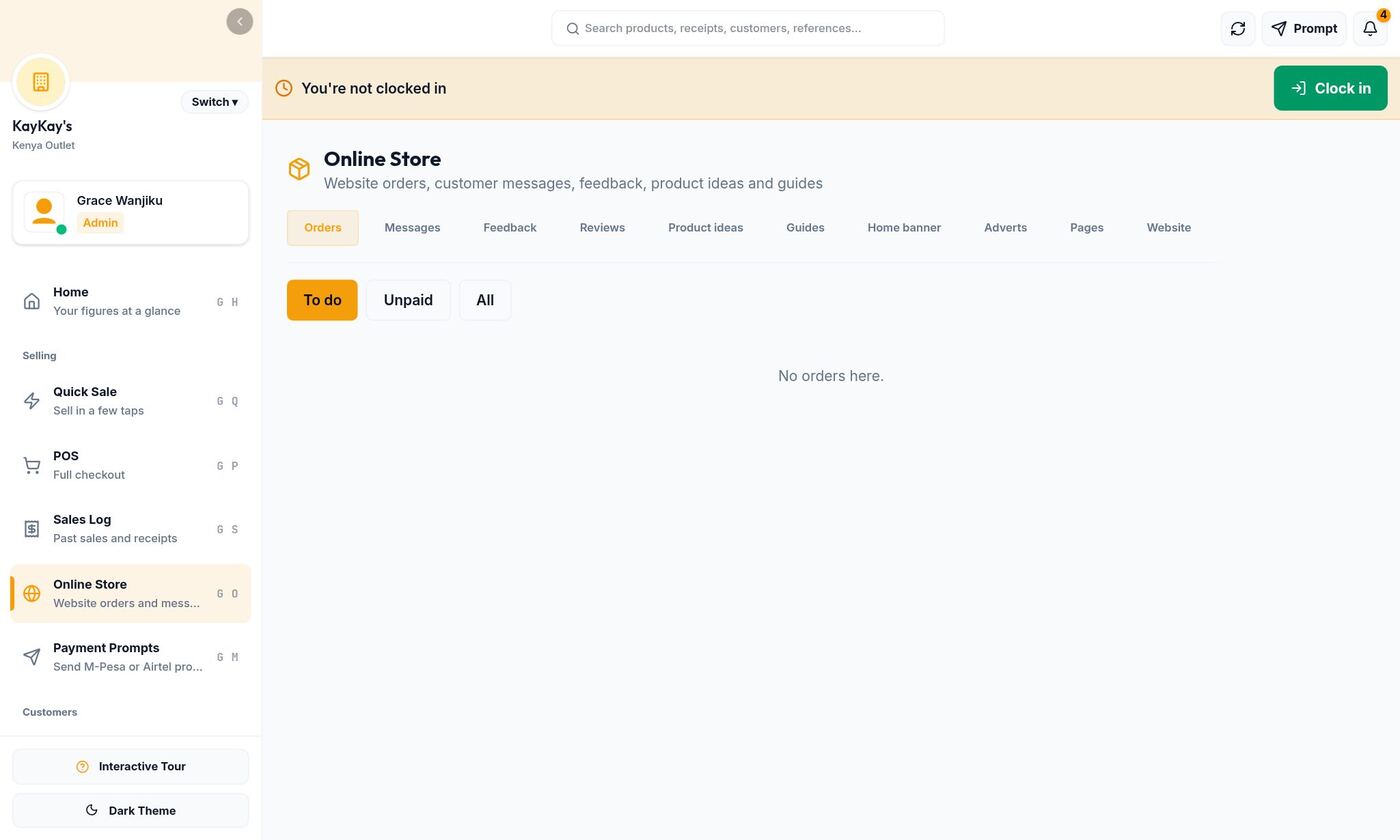 Search products, receipts, customers, references...
Prompt
4
You're not clocked in
Clock in
Switch ▾
KayKay's
Kenya Outlet
Grace Wanjiku
Admin
Home
Your figures at a glance
G H
Selling
Quick Sale
Sell in a few taps
G Q
POS
Full checkout
G P
Sales Log
Past sales and receipts
G S
Online Store
Website orders and mess...
G O
Payment Prompts
Send M-Pesa or Airtel pro...
G M
Customers
Interactive Tour
Dark Theme
Online Store
Website orders, customer messages, feedback, product ideas and guides
Orders Messages Feedback Reviews Product ideas Guides Home banner Adverts Pages Website
To do Unpaid All
No orders here.